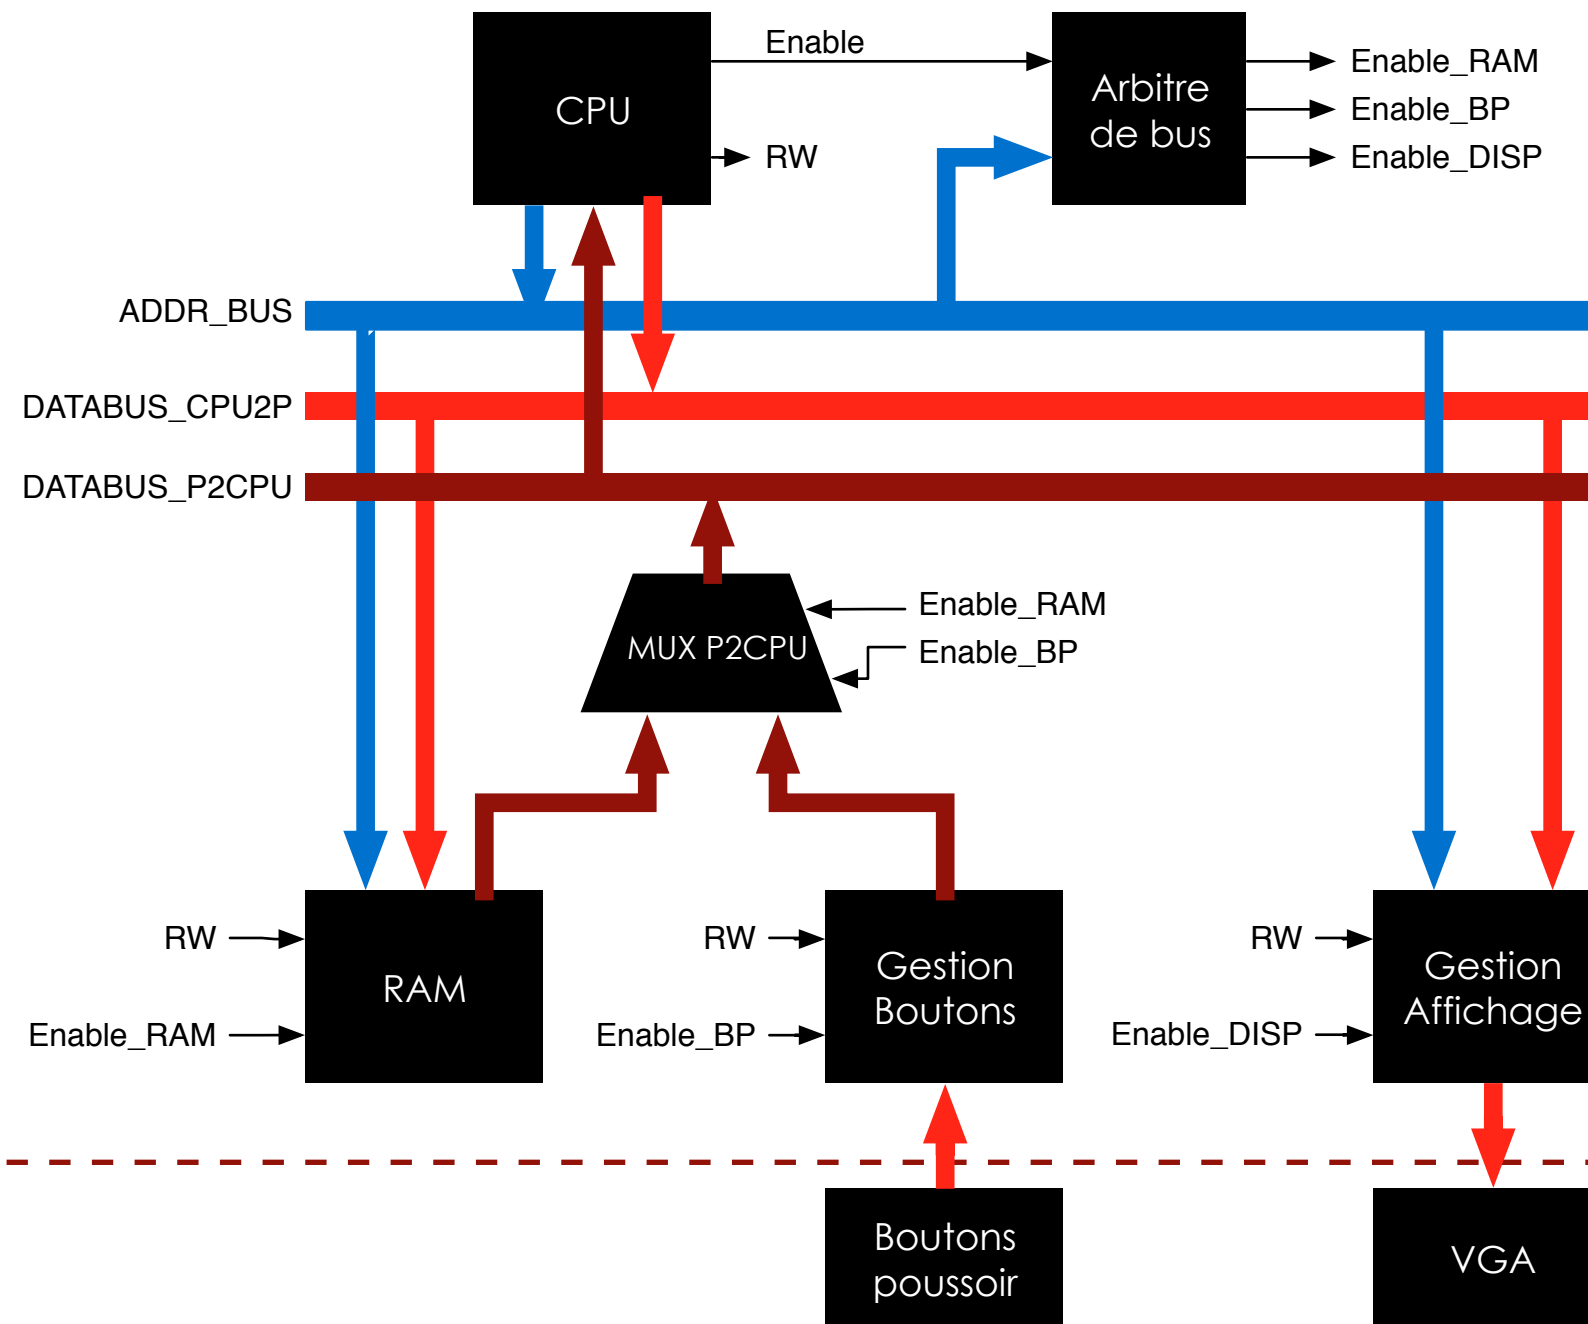 Enable
CPU
RW
Arbitre
de bus
Enable_RAM
Enable_BP
Enable_DISP
ADDR_BUS
DATABUS_CPU2P
DATABUS_P2CPU
MUX P2CPU
Enable_RAM
Enable_BP
RW
Enable_RAM
RAM
RW
Enable_BP
Gestion
Boutons
RW
Enable_DISP
Gestion
Affichage
Boutons
poussoir
VGA